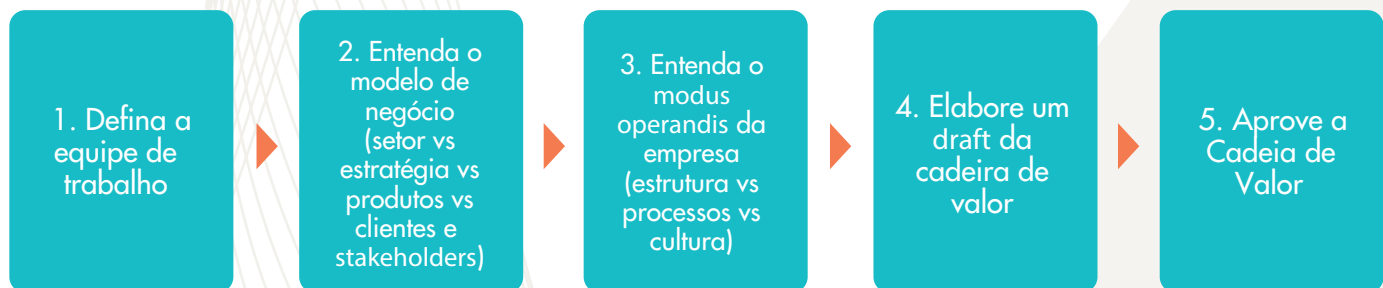 1. Defina a
equipe de
trabalho
2. Entenda o
modelo de
negócio
(setor vs
estratégia vs
produtos vs
clientes e
stakeholders)
3. Entenda o
modus
operandis da
empresa
(estrutura vs
processos vs
cultura)
4. Elabore um
draft da
cadeira de
valor
5. Aprove a
Cadeia de
Valor